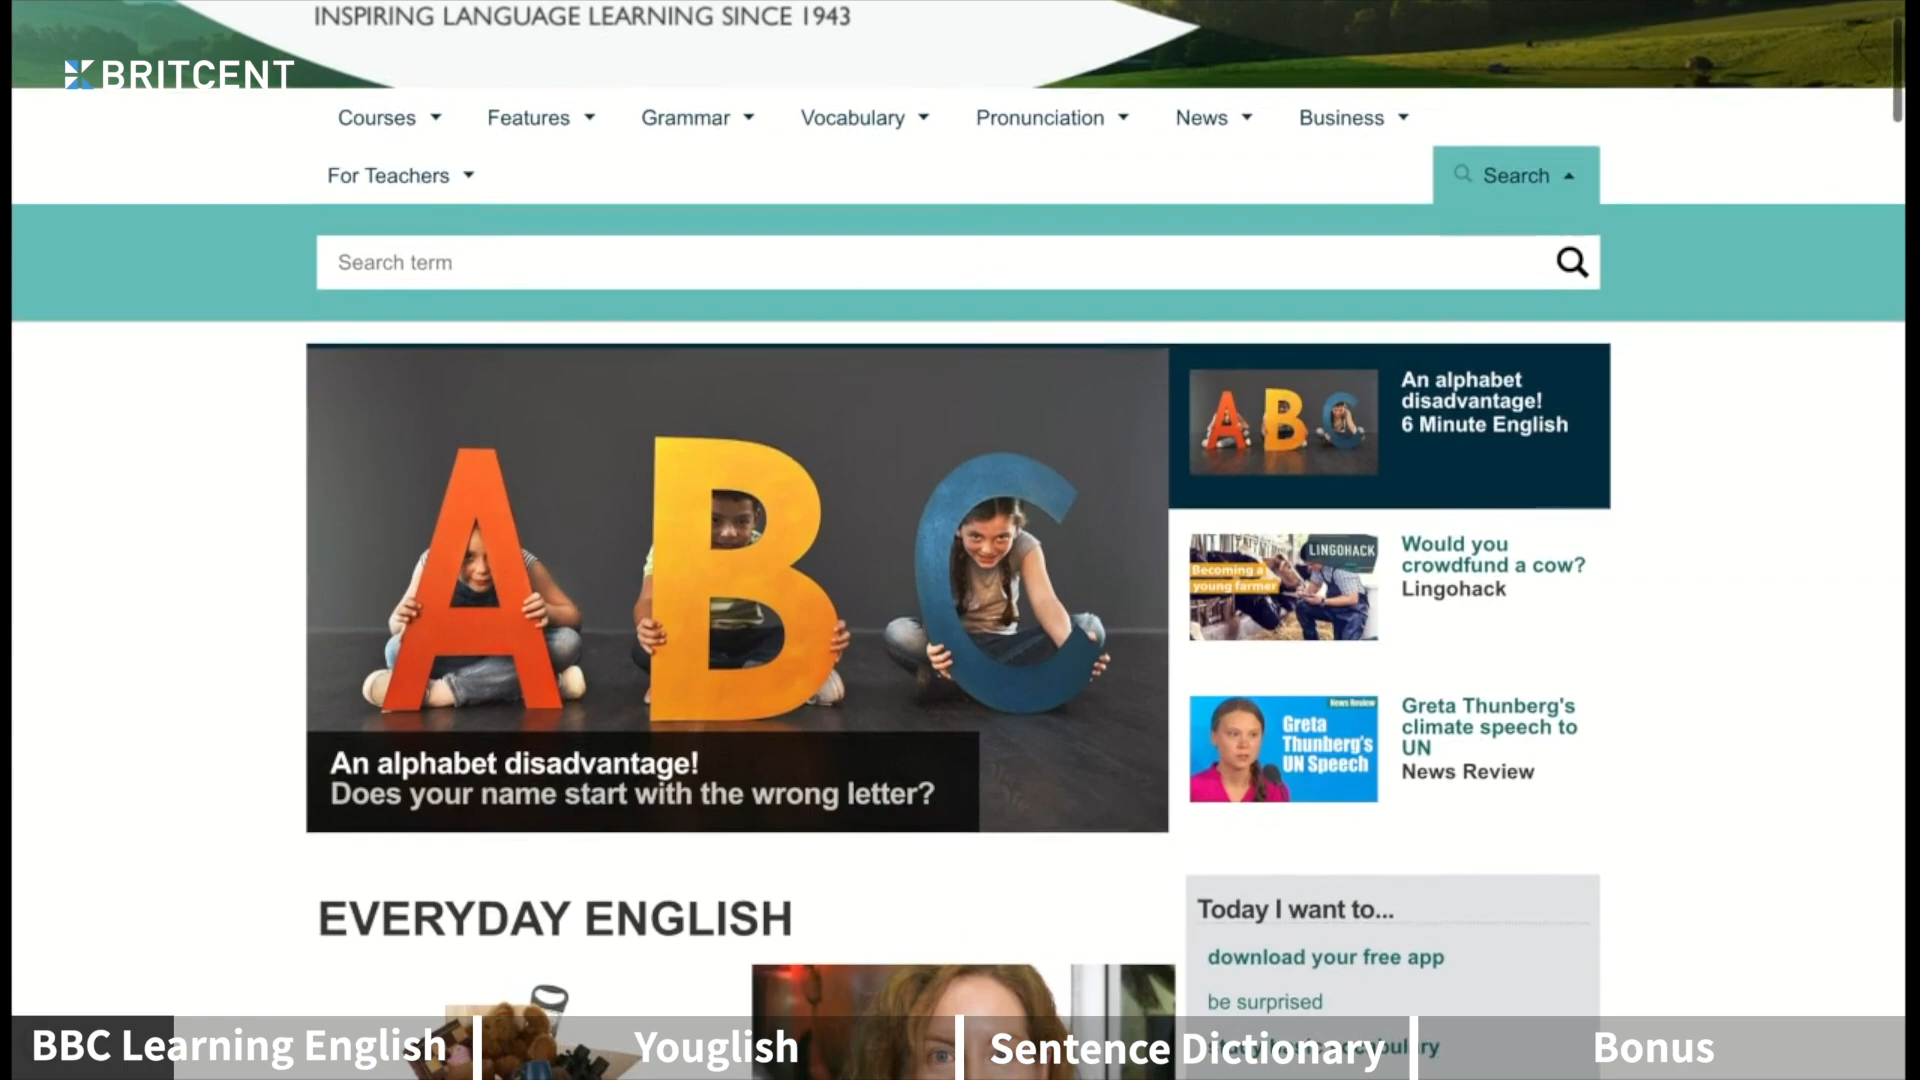 INSPIRING LANGUAGE LEARNING SINCE 1943
BRITCENT
Courses
Features
Grammar
Vocabulary
Pronunciation
News
Business
For Teachers
Search
Search term
An alphabet
disadvantage!
6 Minute English
LINGOHACK
Becoming a
young farmer
Would you
crowdfund a cow?
Lingohack
News Review
Greta
Thunberg's
UN Speech
Greta Thunberg's
climate speech to
UN
News Review
An alphabet disadvantage!
Does your name start with the wrong letter?
EVERYDAY ENGLISH
Today I want to...
download your free app
be surprised
BBC Learning English
Youglish
Sentence Dictionary
Bonus